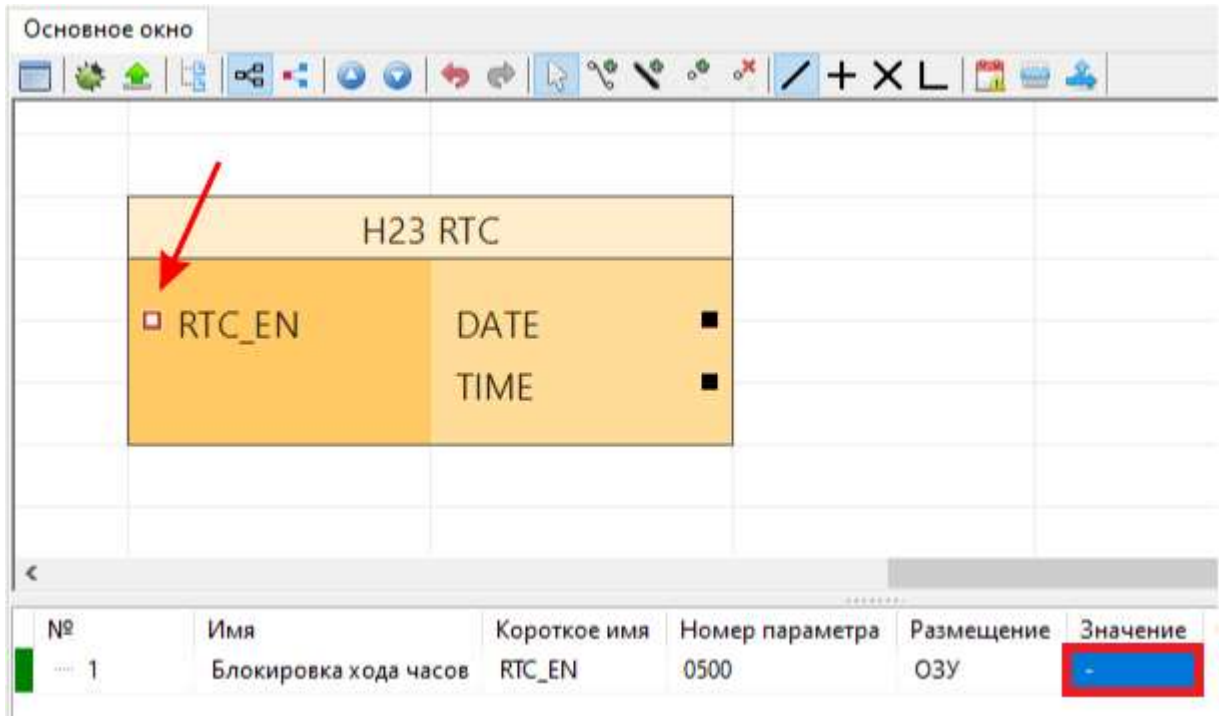 Основное окно
H23 RTC
RTC_EN DATE
TIME
№ Имя Короткое имя Номер параметра Размещение Значение
1 Блокировка хода часов RTC_EN 0500 ОЗУ -